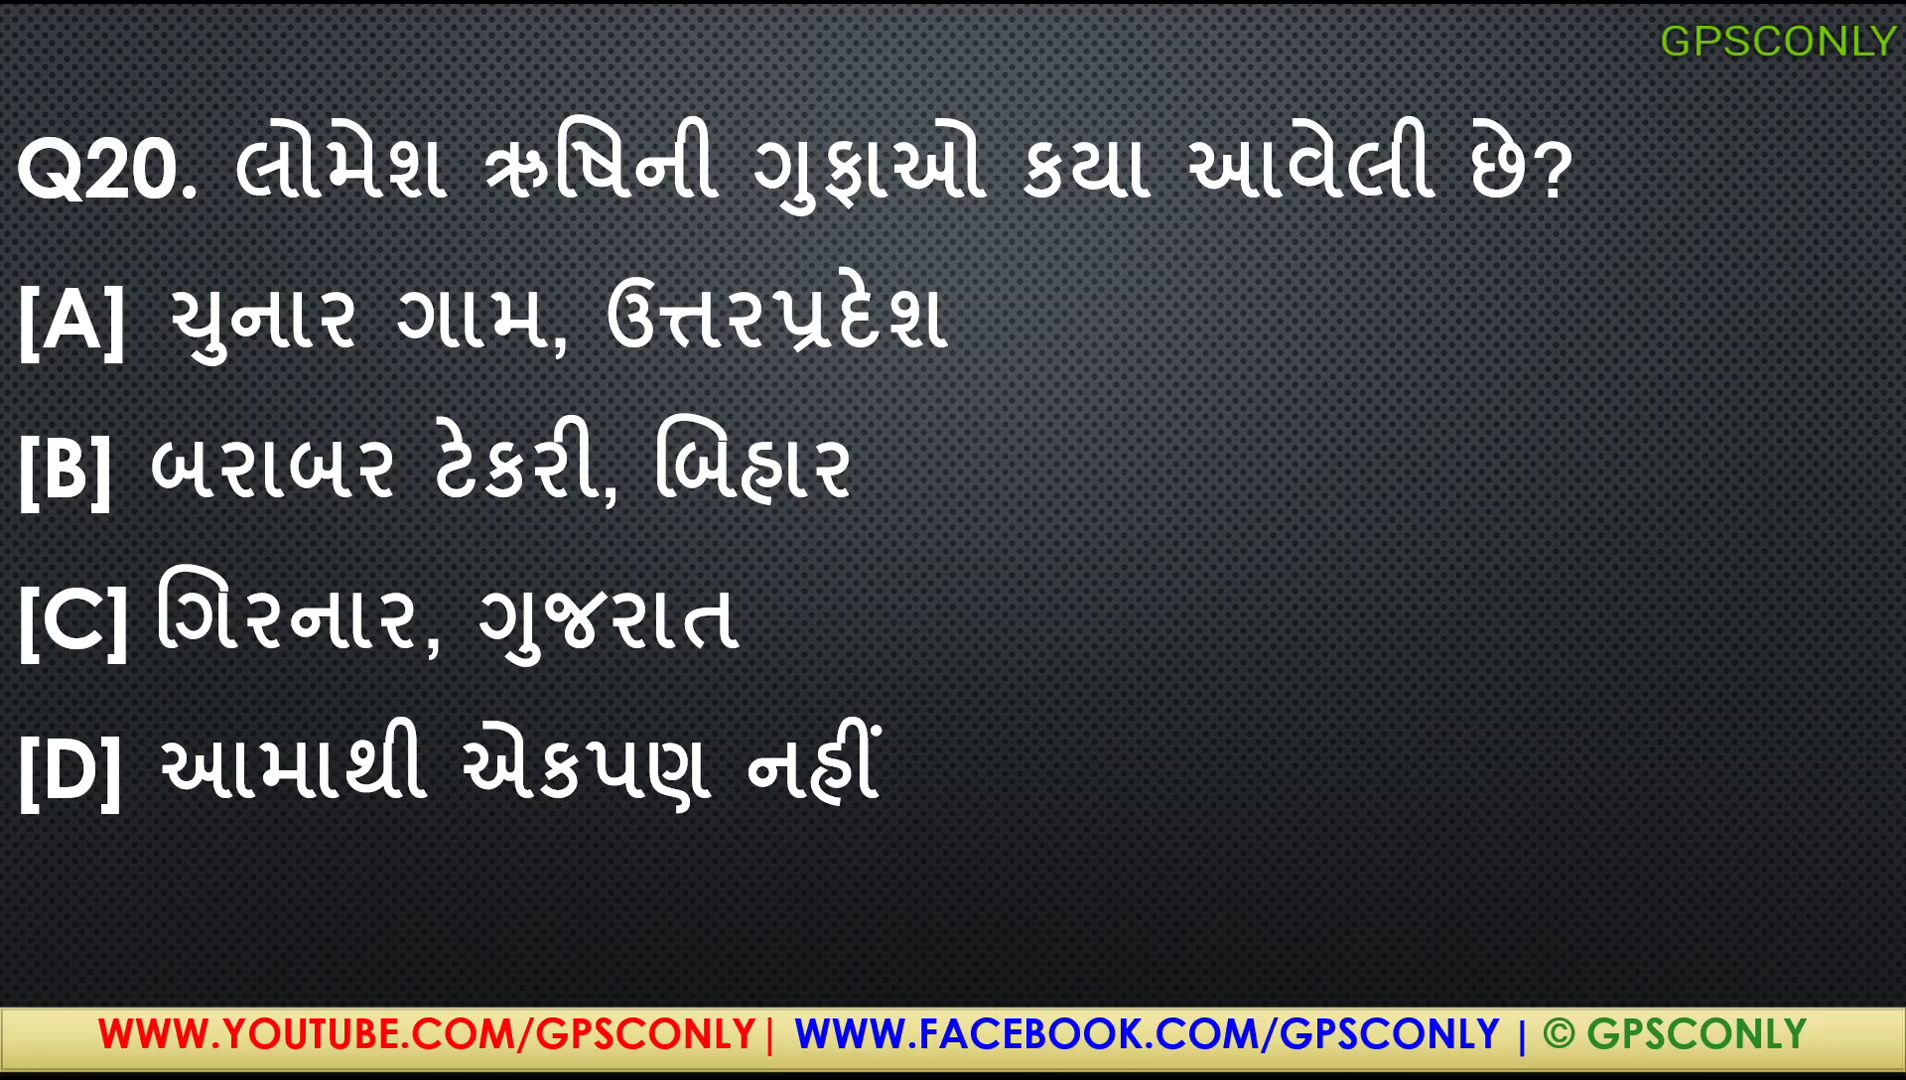 GPSCONLY
Q20. લોમેશ ઋષિની ગુફાઓ કયા આવેલી છે?
[A] ચુનાર ગામ, ઉત્તરપ્રદેશ
[B] બરાબર ટેકરી, બિહાર
[C] ગિરનાર, ગુજરાત
[D] આમાથી એકપણ નહીં
WWW.YOUTUBE.COM/GPSCONLY| WWW.FACEBOOK.COM/GPSCONLY | © GPSCONLY